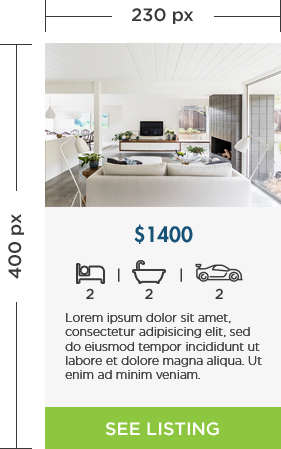 230 px
400 px
$1400
2 | 2 | 2
Lorem ipsum dolor sit amet,
consectetur adipisicing elit, sed
do eiusmod tempor incididunt ut
labore et dolore magna aliqua. Ut
enim ad minim veniam.
SEE LISTING